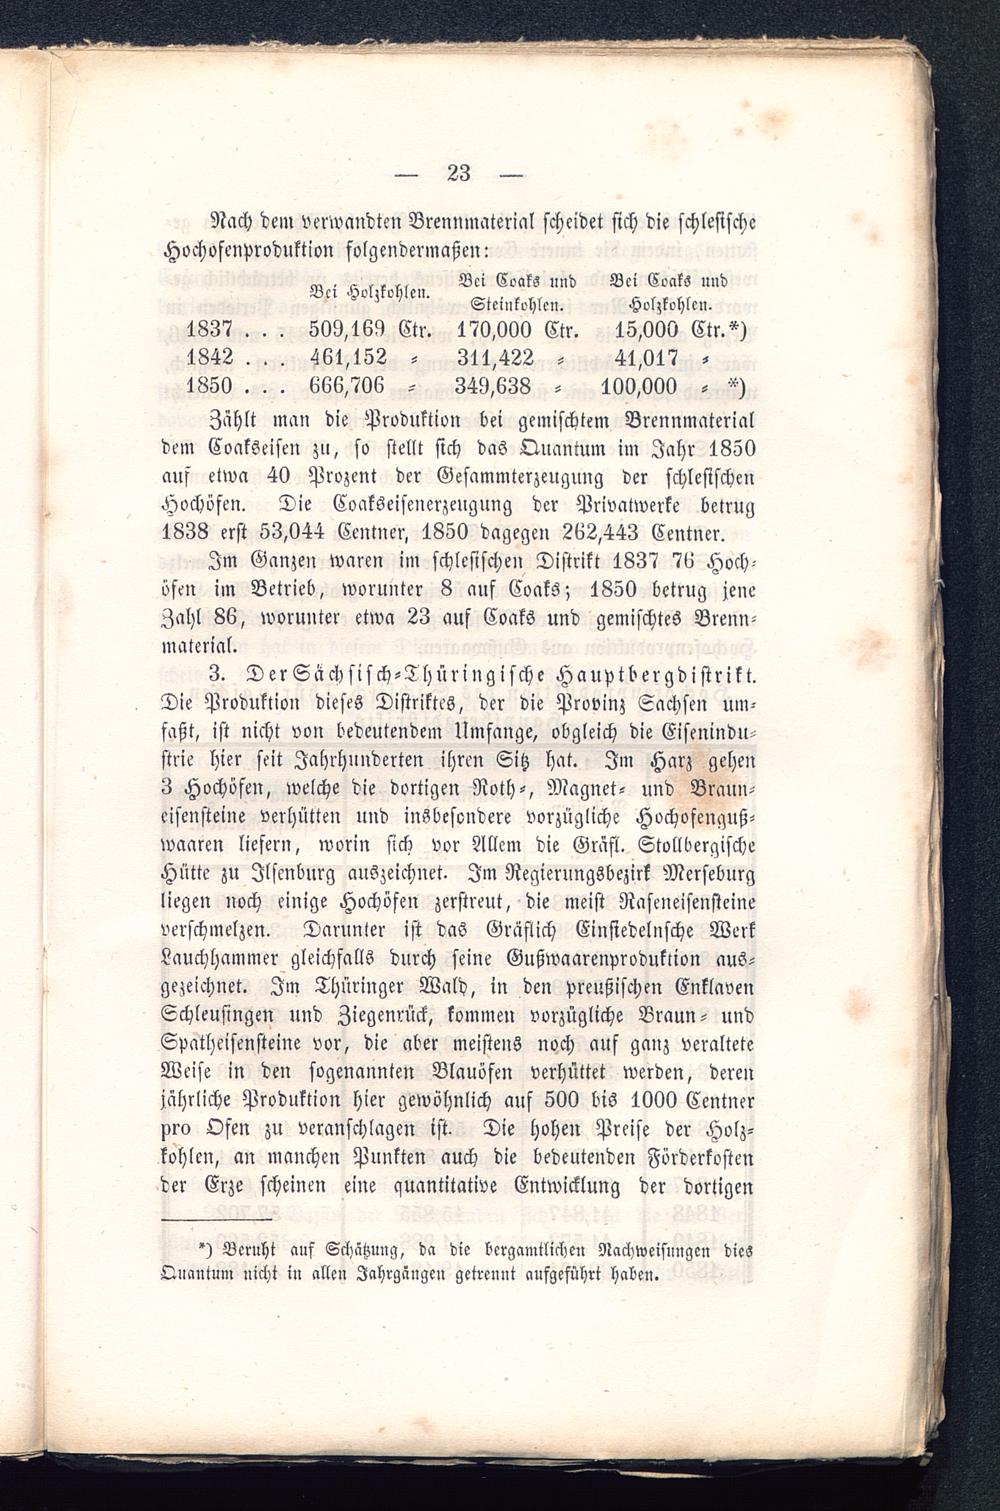 — 23 —
Nach dem verwandten Brennmaterial scheidet sich die schlesische
Hochofenproduktion folgendermaßen:
Bei Holzkohlen. Bei Coaks und Steinkohlen. Bei Coaks und Holzkohlen.
1837 . . . 509,169 Ctr. 170,000 Ctr. 15,000 Ctr.*)
1842 . . . 461,152 = 311,422 = 41,017 =
1850 . . . 666,706 = 349,638 = 100,000 = *)
Zählt man die Produktion bei gemischtem Brennmaterial
dem Coakseisen zu, so stellt sich das Quantum im Jahr 1850
auf etwa 40 Prozent der Gesammterzeugung der schlesischen
Hochöfen. Die Coakseisenerzeugung der Privatwerke betrug
1838 erst 53,044 Centner, 1850 dagegen 262,443 Centner.
Im Ganzen waren im schlesischen Distrikt 1837 76 Hoch=
öfen im Betrieb, worunter 8 auf Coaks; 1850 betrug jene
Zahl 86, worunter etwa 23 auf Coaks und gemischtes Brenn=
material.
3. Der Sächsisch=Thüringische Hauptbergdistrikt.
Die Produktion dieses Distriktes, der die Provinz Sachsen um=
faßt, ist nicht von bedeutendem Umfange, obgleich die Eisenindu=
strie hier seit Jahrhunderten ihren Sitz hat. Im Harz gehen
3 Hochöfen, welche die dortigen Roth=, Magnet= und Braun=
eisensteine verhütten und insbesondere vorzügliche Hochofenguß=
waaren liefern, worin sich vor Allem die Gräfl. Stollbergische
Hütte zu Ilsenburg auszeichnet. Im Regierungsbezirk Merseburg
liegen noch einige Hochöfen zerstreut, die meist Raseneisensteine
verschmelzen. Darunter ist das Gräflich Einsiedelnsche Werk
Lauchhammer gleichfalls durch seine Gußwaarenproduktion aus=
gezeichnet. Im Thüringer Wald, in den preußischen Enklaven
Schleusingen und Ziegenrück, kommen vorzügliche Braun= und
Spatheisensteine vor, die aber meistens noch auf ganz veraltete
Weise in den sogenannten Blauöfen verhüttet werden, deren
jährliche Produktion hier gewöhnlich auf 500 bis 1000 Centner
pro Ofen zu veranschlagen ist. Die hohen Preise der Holz=
kohlen, an manchen Punkten auch die bedeutenden Förderkosten
der Erze scheinen eine quantitative Entwicklung der dortigen
*) Beruht auf Schätzung, da die bergamtlichen Nachweisungen dies
Quantum nicht in allen Jahrgängen getrennt aufgeführt haben.